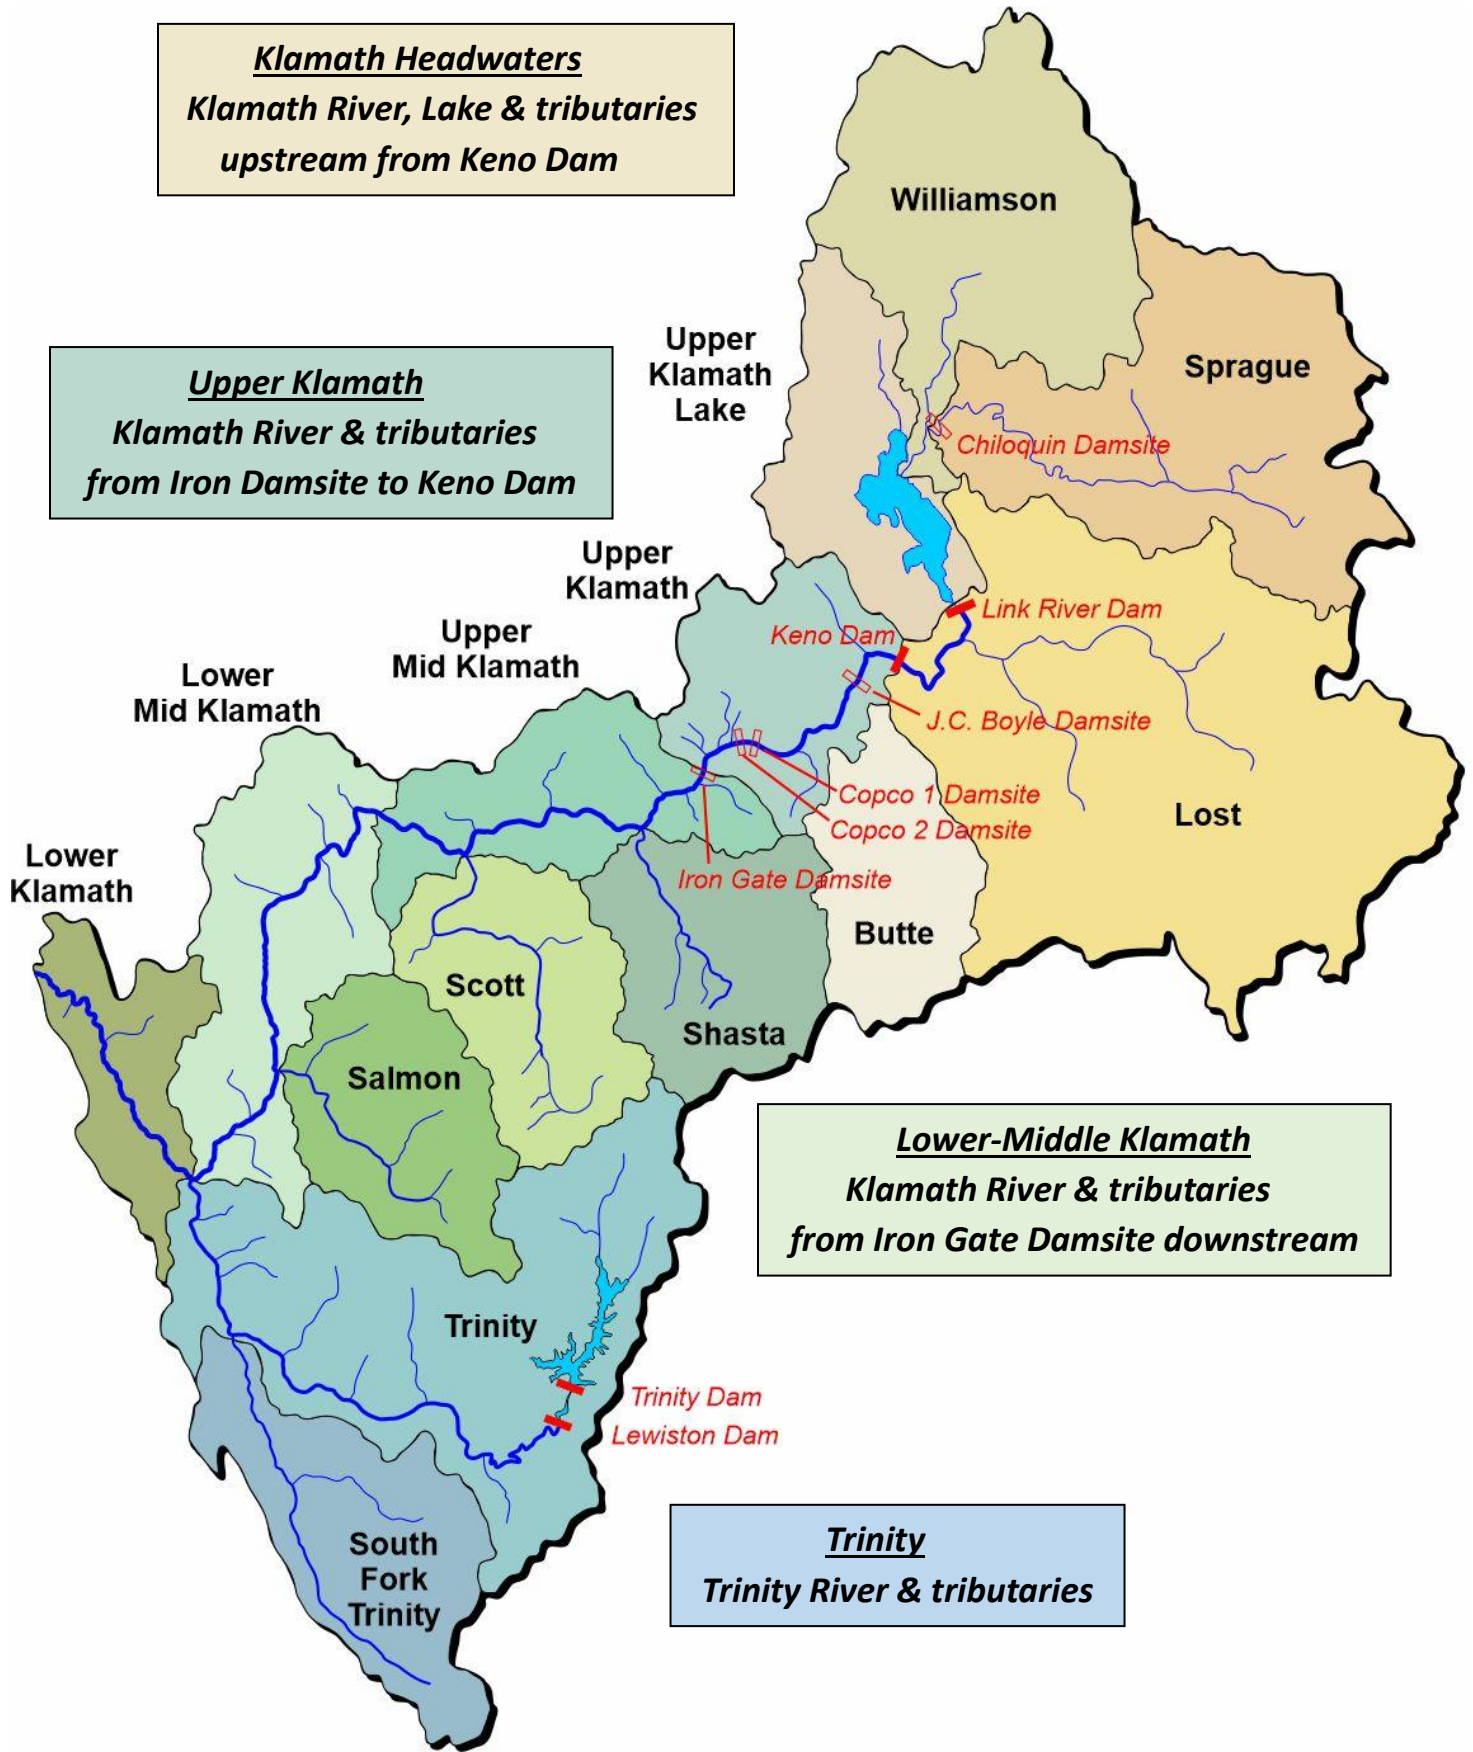 Klamath Headwaters
Klamath River, Lake & tributaries
upstream from Keno Dam
Williamson
Upper
Klamath
Lake
Sprague
Upper Klamath
Klamath River & tributaries
from Iron Damsite to Keno Dam
Chiloquin Damsite
Upper
Klamath
Link River Dam
Keno Dam
Upper
Mid Klamath
Lower
Mid Klamath
J.C. Boyle Damsite
Copco 1 Damsite
Copco 2 Damsite
Lost
Iron Gate Damsite
Lower
Klamath
Butte
Scott
Shasta
Salmon
Lower-Middle Klamath
Klamath River & tributaries
from Iron Gate Damsite downstream
Trinity
Trinity Dam
Lewiston Dam
South
Fork
Trinity
Trinity
Trinity River & tributaries